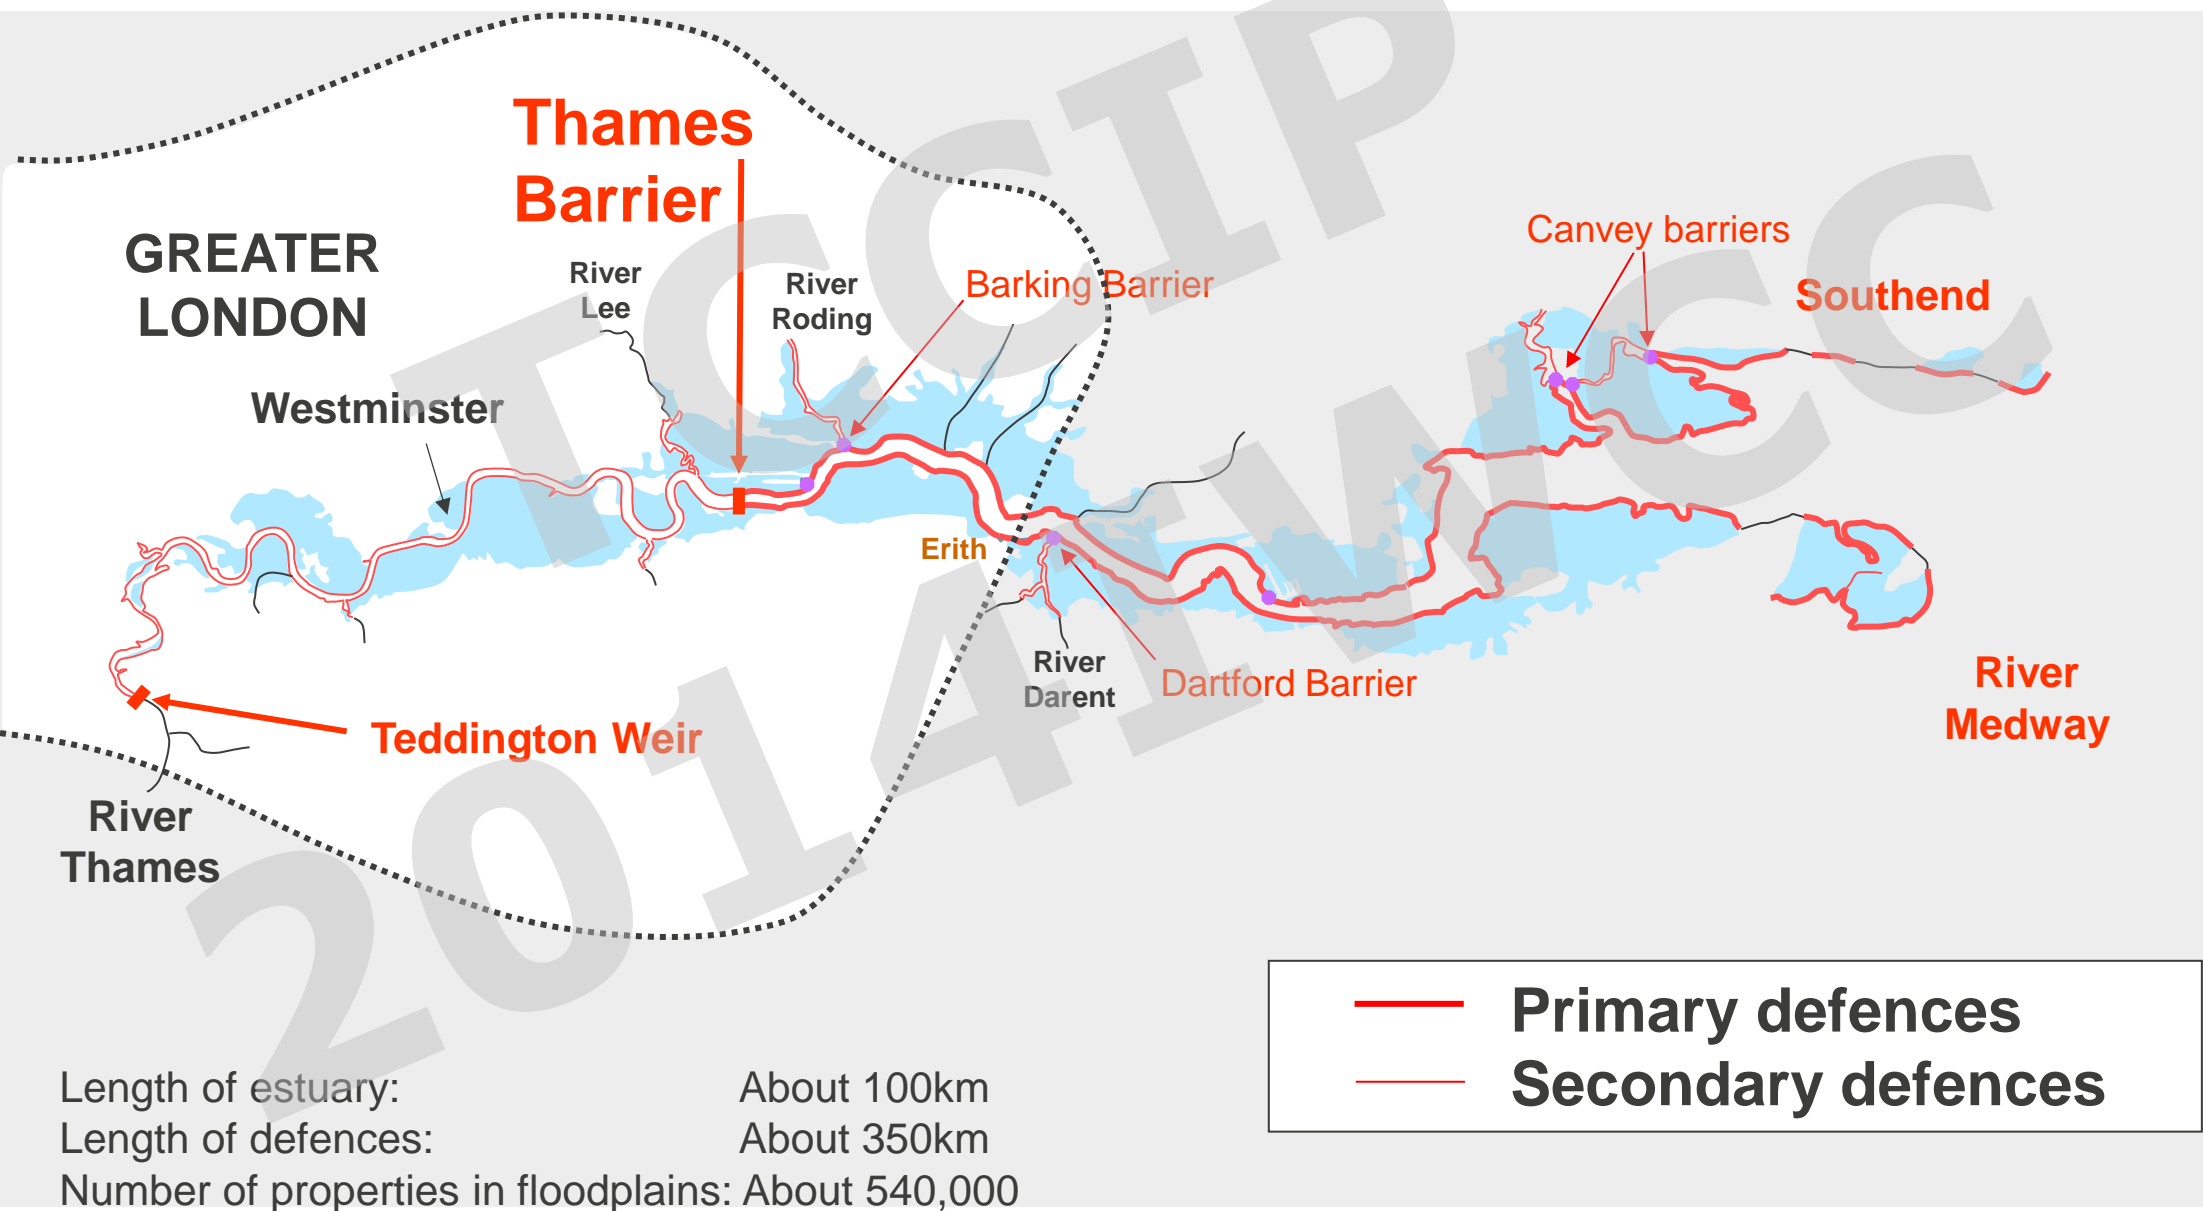 Thames
Barrier
GREATER
LONDON
River
Lee
River
Roding
Barking Barrier
Canvey barriers
Southend
Westminster
Erith
River
Darent
Dartford Barrier
River
Medway
Teddington Weir
River
Thames
Primary defences
Secondary defences
Length of estuary: About 100km
Length of defences: About 350km
Number of properties in floodplains: About 540,000
TCCIP
2014IWCC